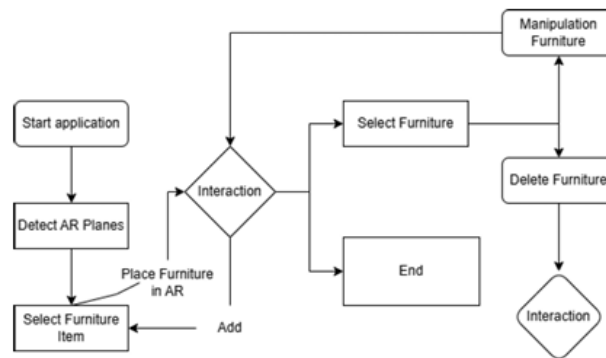 Manipulation
Furniture
Start application
Select Furniture
Interaction
Delete Furniture
Detect AR Planes
Place Furniture
in AR
End
Select Furniture
Item
Add
Interaction